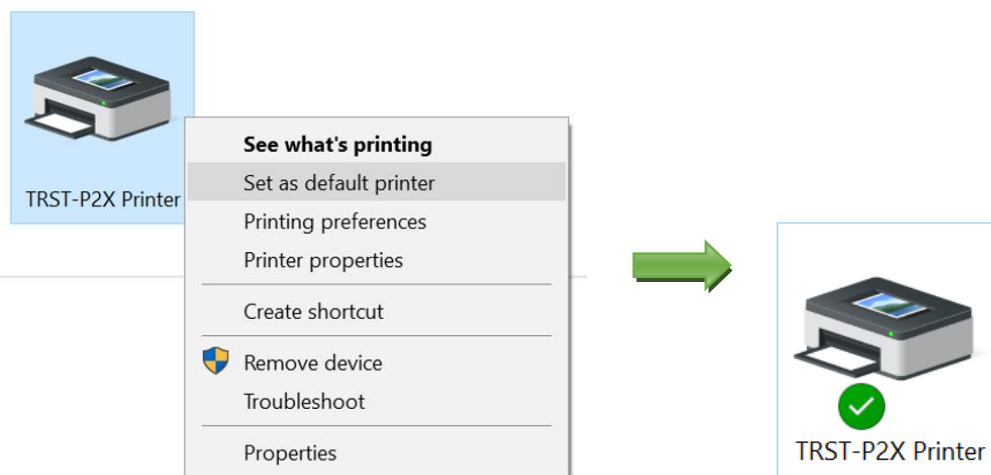 TRST-P2X Printer
See what's printing
Set as default printer
Printing preferences
Printer properties
Create shortcut
Remove device
Troubleshoot
Properties
TRST-P2X Printer